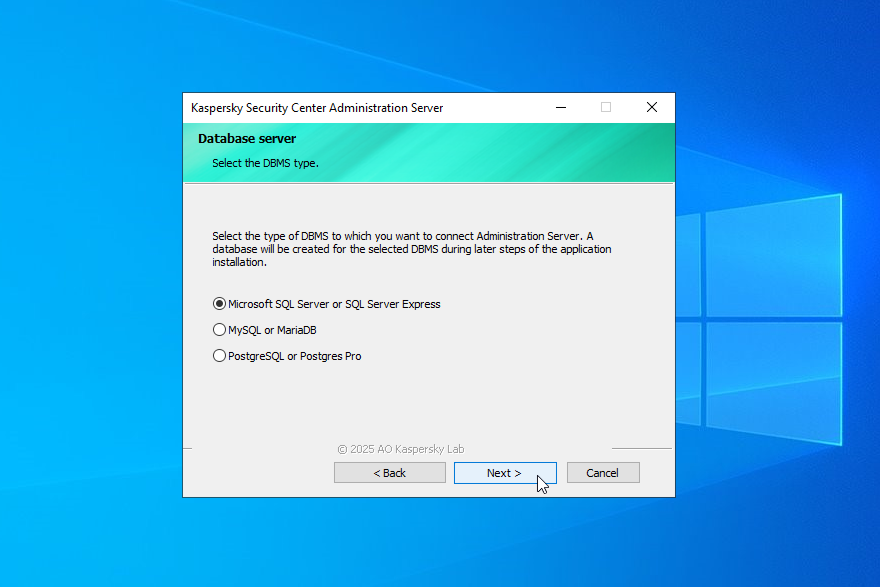 Kaspersky Security Center Administration Server
Database server
Select the DBMS type.
Select the type of DBMS to which you want to connect Administration Server. A
database will be created for the selected DBMS during later steps of the application
installation.
Microsoft SQL Server or SQL Server Express
MySQL or MariaDB
PostgreSQL or Postgres Pro
© 2025 AO Kaspersky Lab
< Back
Next >
Cancel